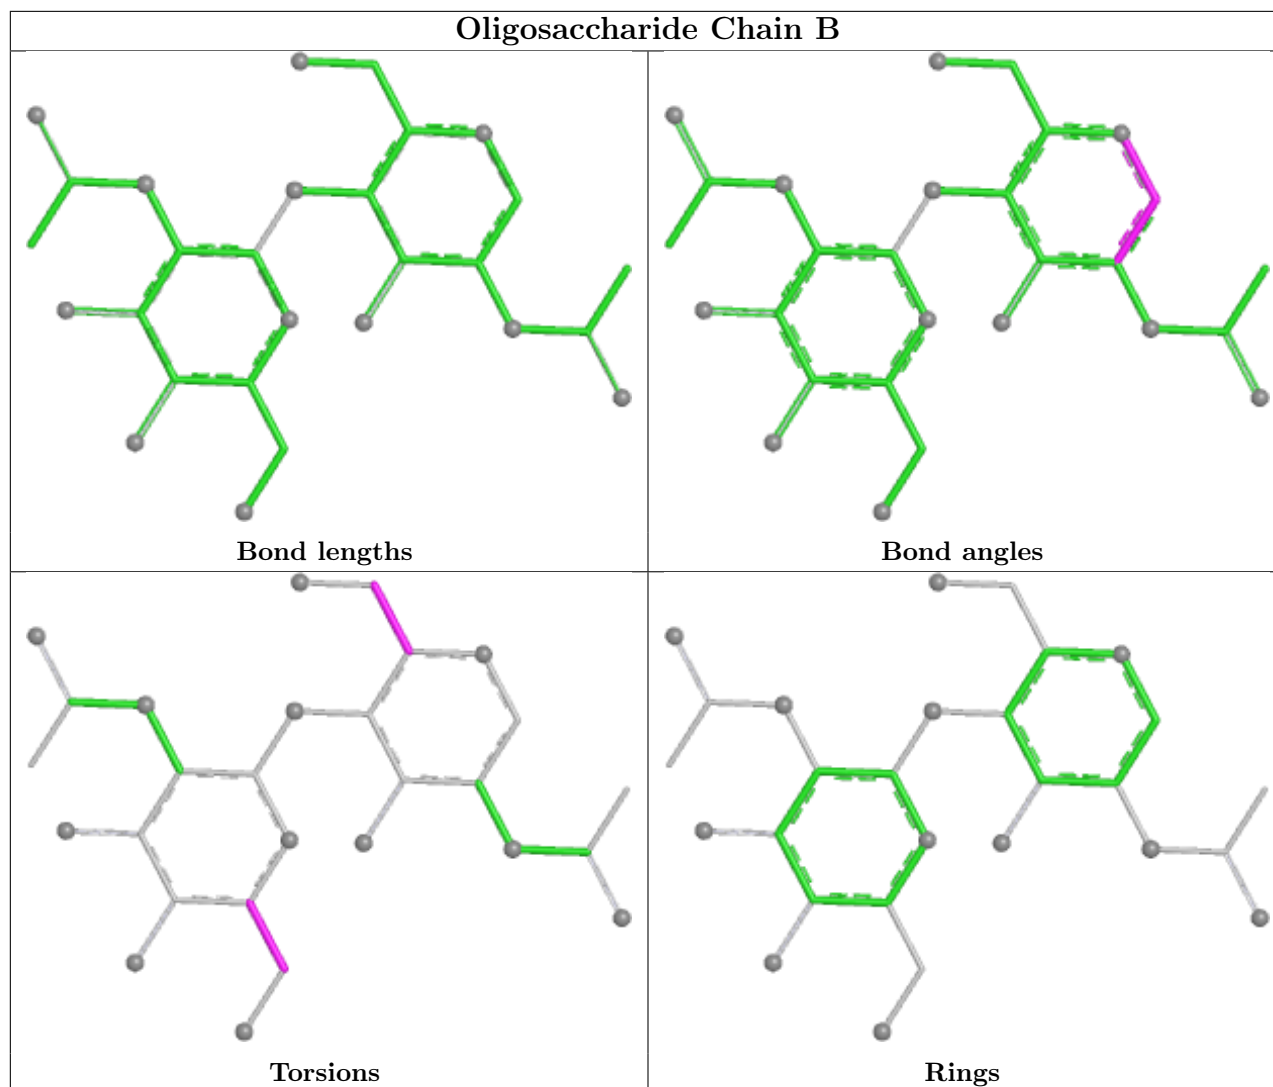 Oligosaccharide Chain B
Bond lengths
Bond angles
Torsions
Rings